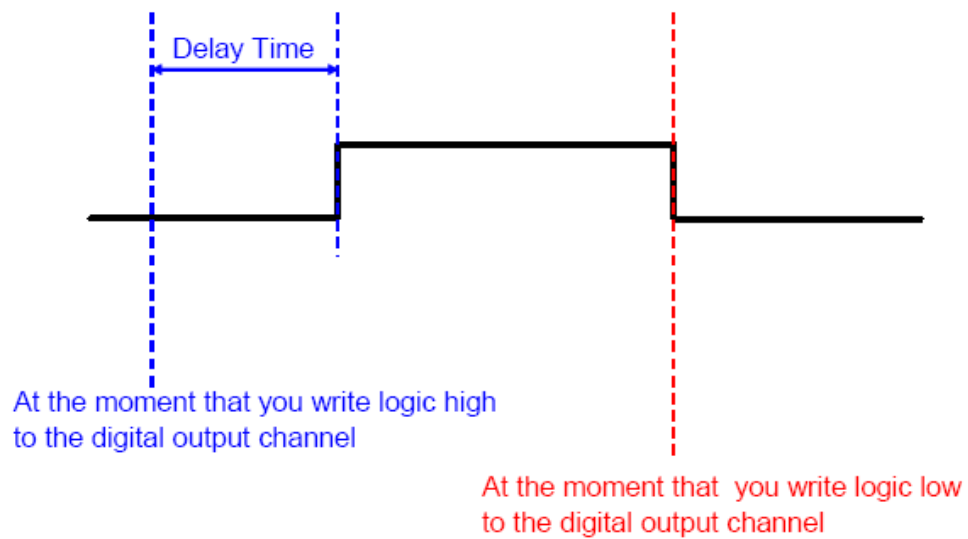 Delay Time
At the moment that you write logic high
to the digital output channel
At the moment that you write logic low
to the digital output channel